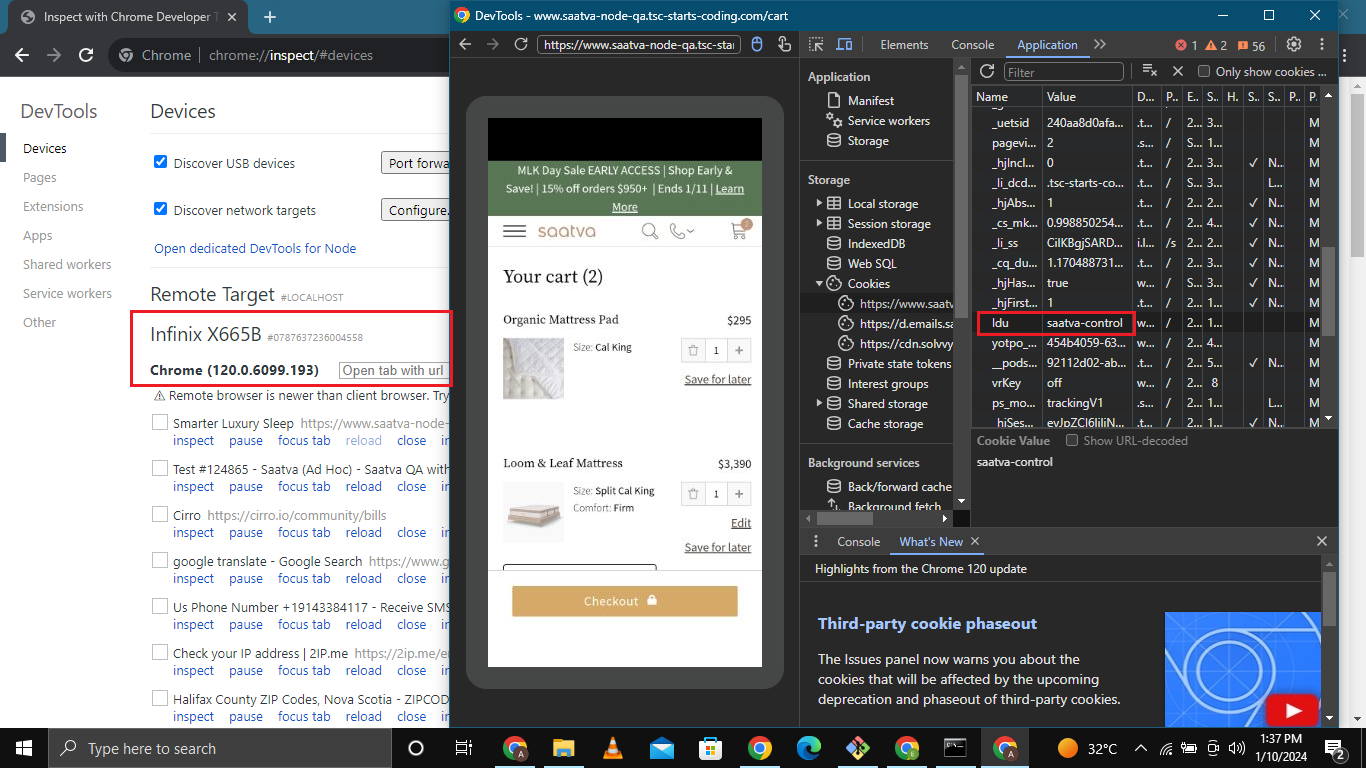 Inspect with Chrome Developer T
Chrome chrome://inspect/#devices
DevTools
Devices
Pages
Extensions
Apps
Shared workers
Service workers
Other
Devices
Discover USB devices
Port forwa
Discover network targets
Configure.
Open dedicated DevTools for Node
Remote Target #LOCALHOST
Infinix X665B #0787637236004558
Chrome (120.0.6099.193) Open tab with url
⚠ Remote browser is newer than client browser. Try
Smarter Luxury Sleep https://www.saatva-node-
inspect pause focus tab reload close in
Test #124865 - Saatva (Ad Hoc) - Saatva QA with
inspect pause focus tab reload close in
Cirro https://cirro.io/community/bills
inspect pause focus tab reload close in
google translate - Google Search https://www.g
inspect pause focus tab reload close in
Us Phone Number +19143384117 - Receive SMS
inspect pause focus tab reload close in
Check your IP address | 2IP.me https://2ip.me/e
inspect pause focus tab reload close in
Halifax County ZIP Codes, Nova Scotia - ZIPCOD
inspect pause focus tab reload close in
DevTools - www.saatva-node-qa.tsc-starts-coding.com/cart
https://www.saatva-node-qa.tsc-star
Elements Console Application
1 2 56
MLK Day Sale EARLY ACCESS | Shop Early &
Save! | 15% off orders $950+ | Ends 1/11 | Learn
More
saatva
2
Your cart (2)
Organic Mattress Pad $295
Size: Cal King
1
Save for later
Loom & Leaf Mattress $3,390
Size: Split Cal King
1
Comfort: Firm
Edit
Save for later
Checkout
Application
Manifest
Service workers
Storage
Storage
Local storage
Session storage
IndexedDB
Web SQL
Cookies
https://www.saatv
https://d.emails.sa
https://cdn.solvvy
Private state tokens
Interest groups
Shared storage
Cache storage
Background services
Back/forward cache
Background fetch
Filter
Only show cookies ...
Name Value D... P.. E.. S.. H. S.. S.. P.. P.
_uetsid 240aa8d0afa... .t... / 2... 3... M
pagevi... 2 .s... / S... 1... M
_hjIncl... 0 .t... / 2... 3... ✓ N.. M
_li_dcd... .tsc-starts-co... .t... / S... 3... L... M
_hjAbs... 1 .t... / 2... 2... ✓ N.. M
_cs_mk... 0.998850254... .t... / 2... 4... ✓ N.. M
_li_ss CiIKBgjSARD... i.l... /s 2... 2... ✓ N.. M
_cq_du... 1.170488731... .t... / 2... 3... ✓ N.. M
_hjHas... true w... / S... 3... ✓ N.. M
_hjFirst... 1 .t... / 2... 1... ✓ N.. M
ldu saatva-control w... / 2... 1... M
yotpo_... 454b4059-63... w... / 2... 4... M
__pods... 92112d02-ab... w... / 2... 5... ✓ N.. M
vrKey off w... / 2... 8 M
ps_mo... trackingV1 .s... / 2... 1... L... M
Cookie Value Show URL-decoded
saatva-control
Console What's New
Highlights from the Chrome 120 update
Third-party cookie phaseout
The Issues panel now warns you about the
cookies that will be affected by the upcoming
deprecation and phaseout of third-party cookies.
Type here to search
32°C
1:37 PM
1/10/2024
2